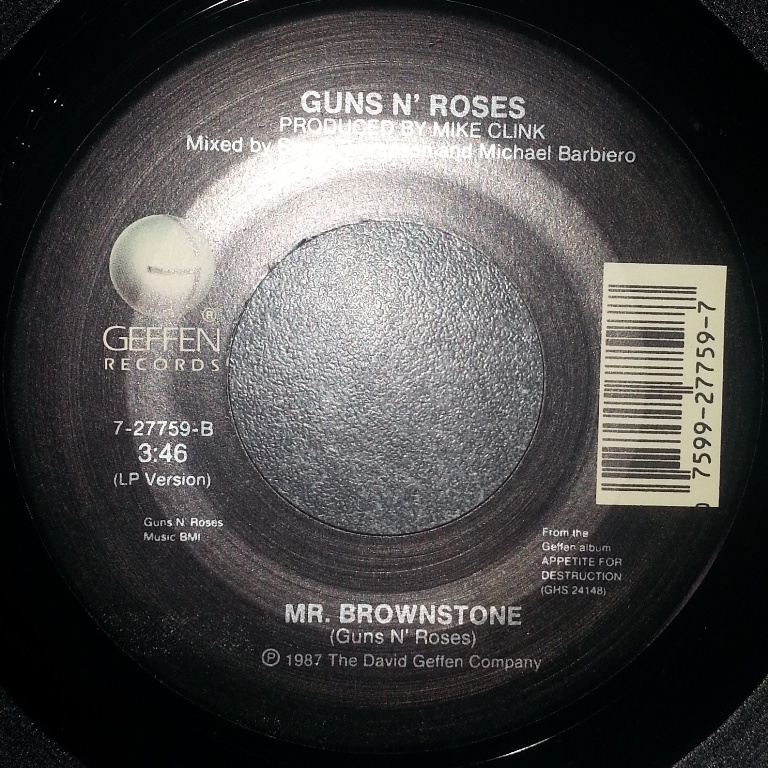 GUNS N' ROSES
PRODUCED BY MIKE CLINK
Mixed by and Michael Barbiero
®
GEFFEN
RECORDS
7-27759-B
3:46
(LP Version)
Guns N' Roses
Music BMI
7599-27759-7
From the
Geffen album
APPETITE FOR
DESTRUCTION
(GHS 24148)
MR. BROWNSTONE
(Guns N' Roses)
℗ 1987 The David Geffen Company